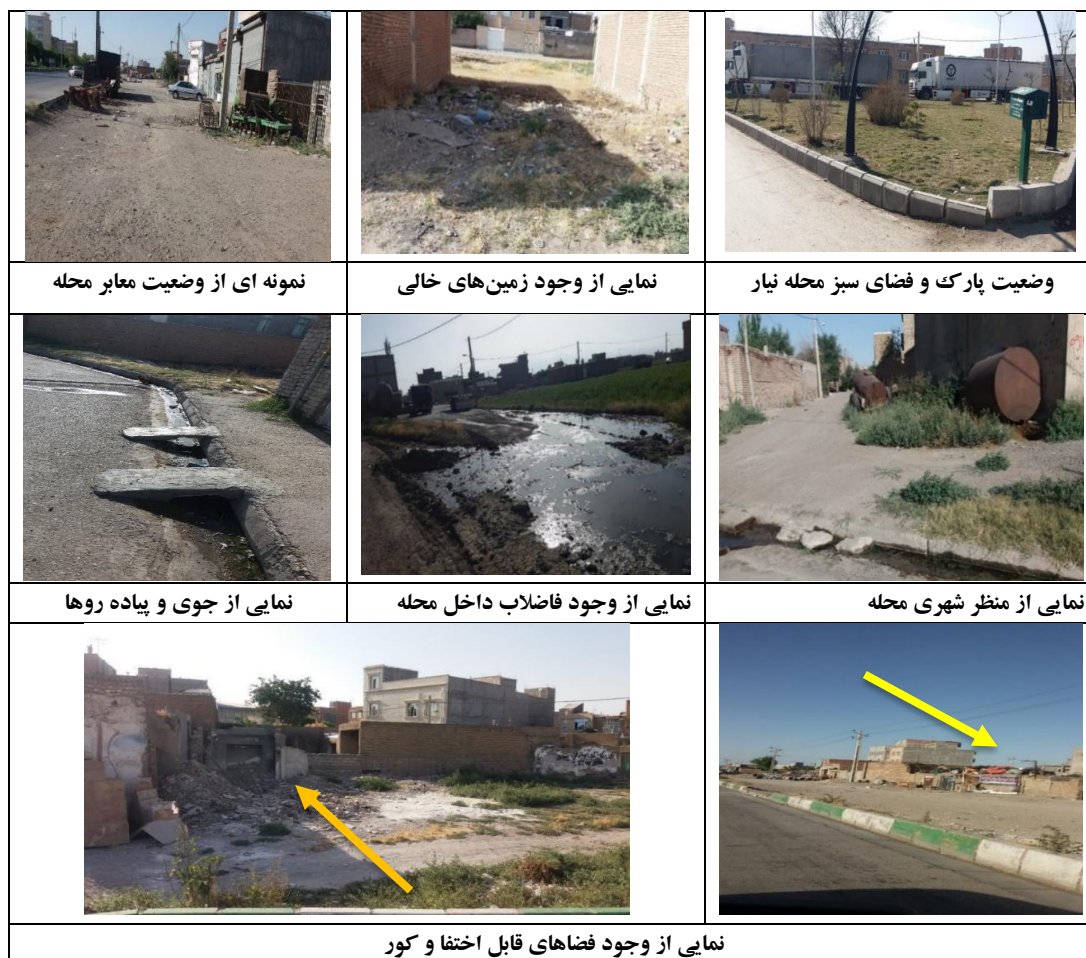 وضعیت پارک و فضای سبز محله نیار
نمایی از وجود زمین‌های خالی
نمونه ای از وضعیت معابر محله
نمایی از منظر شهری محله
نمایی از وجود فاضلاب داخل محله
نمایی از جوی و پیاده روها
نمایی از وجود فضاهای قابل اختفا و کور